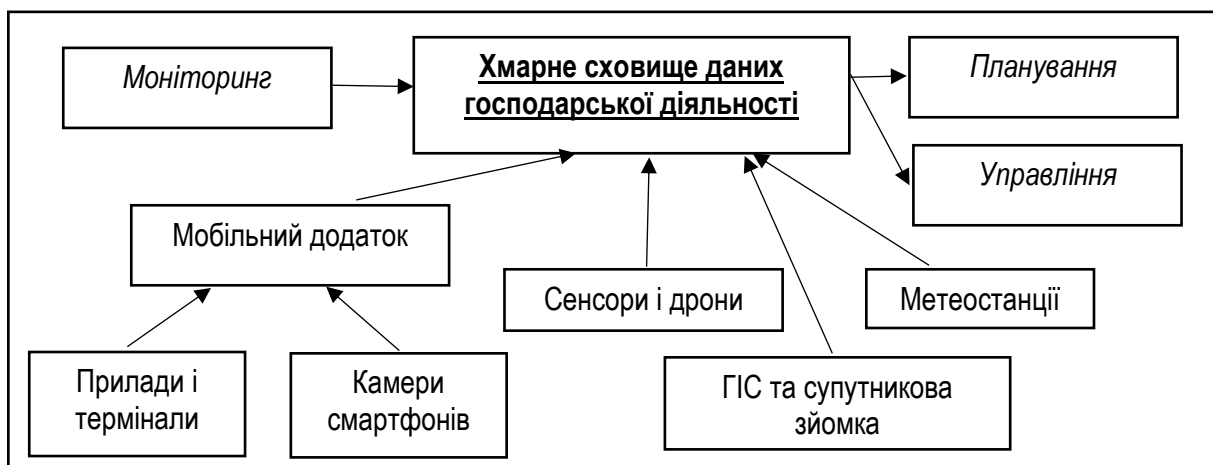 Моніторинг
Хмарне сховище даних
господарської діяльності
Планування
Управління
Мобільний додаток
Сенсори і дрони
Метеостанції
Прилади і
термінали
Камери
смартфонів
ГІС та супутникова
зйомка